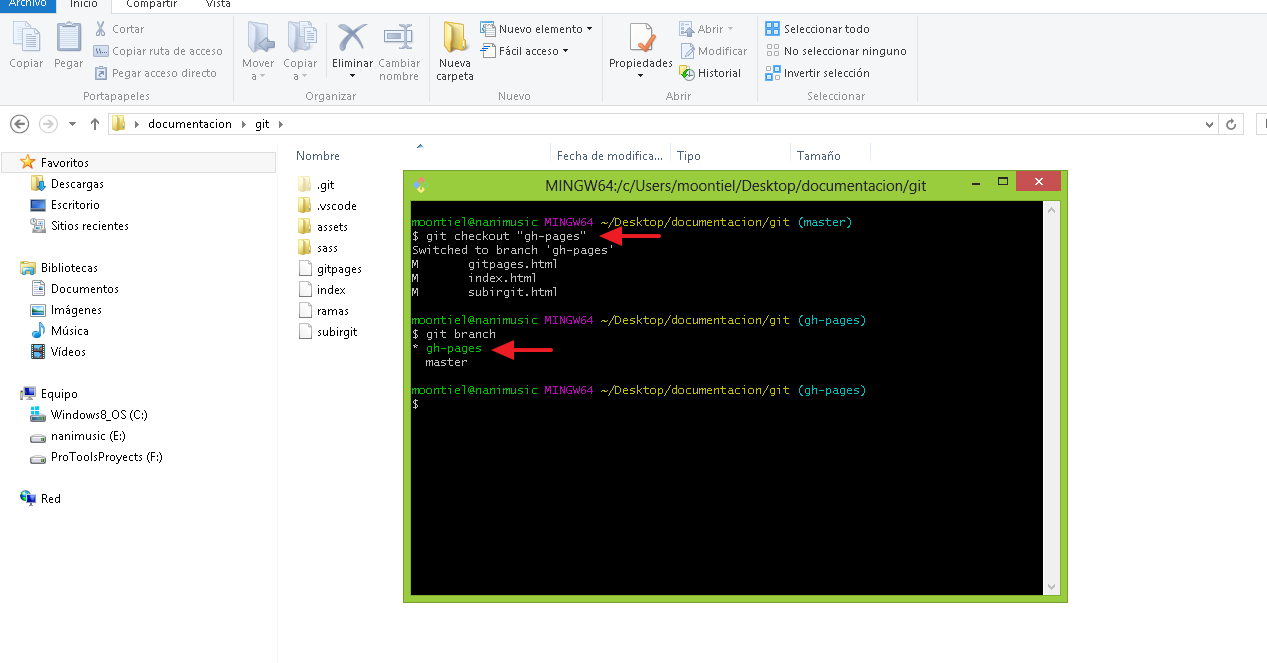 Archivo Inicio Compartir Vista
Copiar
Pegar
Cortar
Copiar ruta de acceso
Pegar acceso directo
Portapapeles
Mover a
Copiar a
Eliminar
Cambiar nombre
Organizar
Nueva carpeta
Nuevo elemento
Fácil acceso
Nuevo
Propiedades
Abrir
Modificar
Historial
Abrir
Seleccionar todo
No seleccionar ninguno
Invertir selección
Seleccionar
documentacion git
Favoritos
Descargas
Escritorio
Sitios recientes
Bibliotecas
Documentos
Imágenes
Música
Vídeos
Equipo
Windows8_OS (C:)
nanimusic (E:)
ProToolsProyects (F:)
Red
Nombre Fecha de modifica... Tipo Tamaño
.git
.vscode
assets
sass
gitpages
index
ramas
subirgit
MINGW64:/c/Users/moontiel/Desktop/documentacion/git
moontiel@nanimusic MINGW64 ~/Desktop/documentacion/git (master)
$ git checkout "gh-pages"
Switched to branch 'gh-pages'
M gitpages.html
M index.html
M subirgit.html
moontiel@nanimusic MINGW64 ~/Desktop/documentacion/git (gh-pages)
$ git branch
* gh-pages
master
moontiel@nanimusic MINGW64 ~/Desktop/documentacion/git (gh-pages)
$